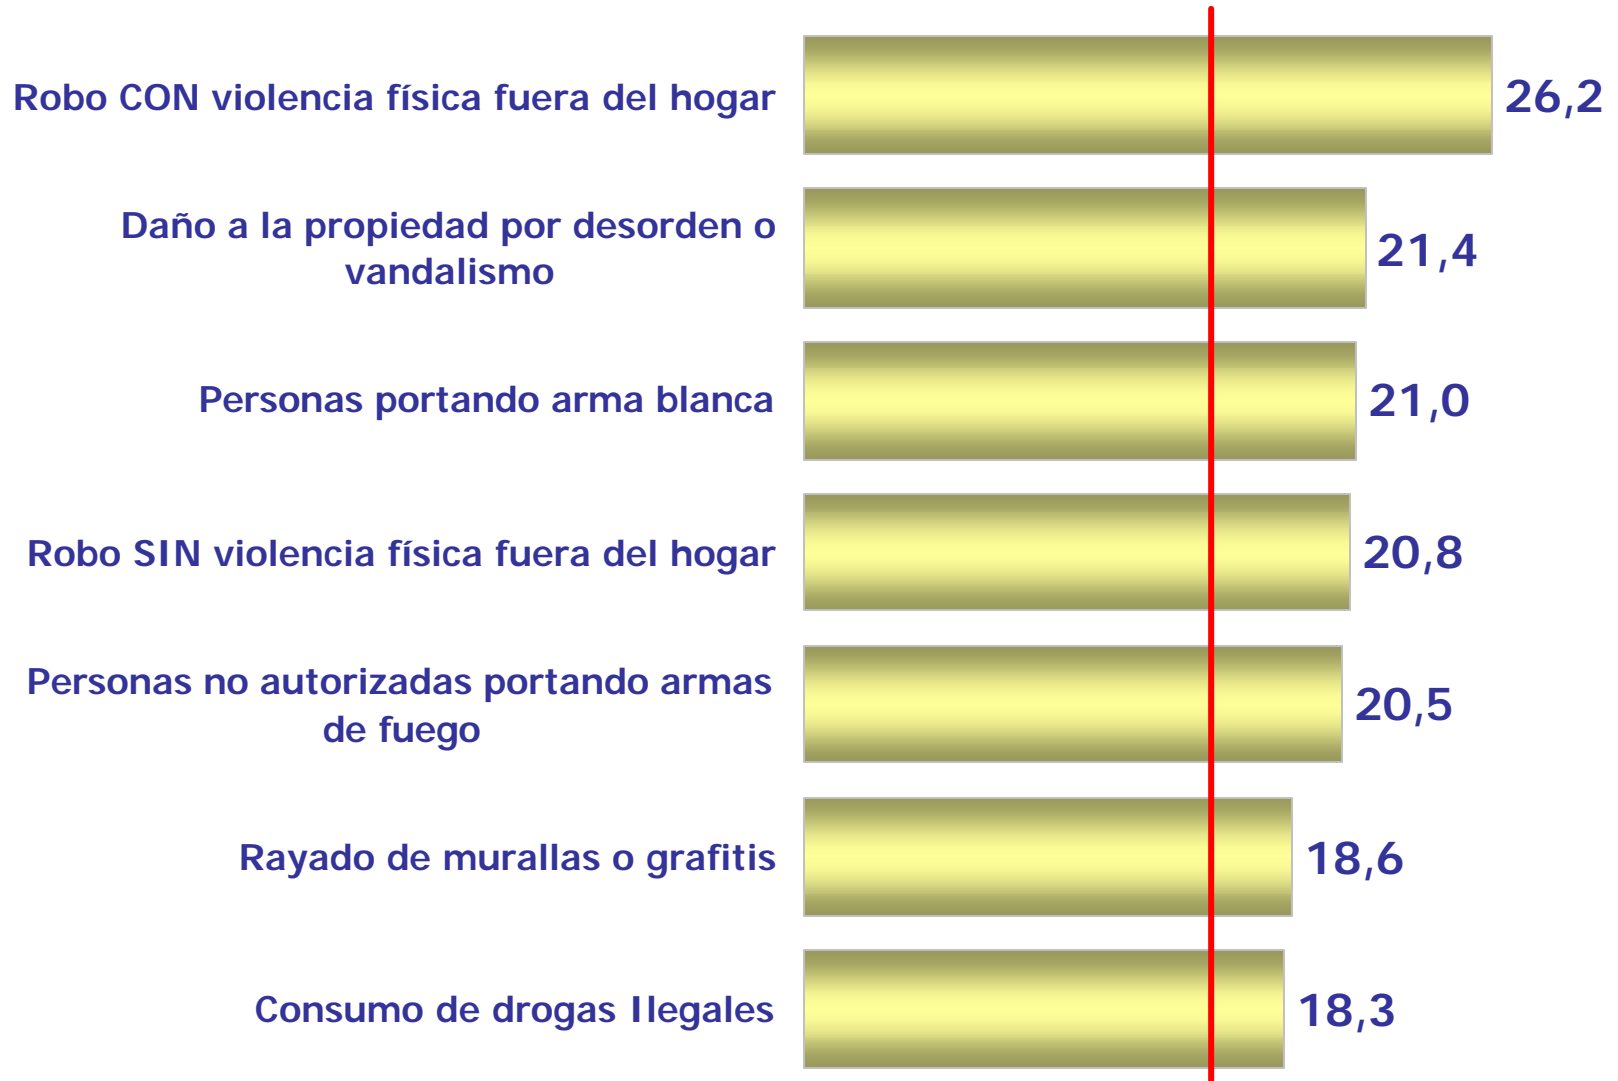 Robo CON violencia física fuera del hogar
26,2
Daño a la propiedad por desorden o
vandalismo
21,4
Personas portando arma blanca
21,0
Robo SIN violencia física fuera del hogar
20,8
Personas no autorizadas portando armas
de fuego
20,5
Rayado de murallas o grafitis
18,6
Consumo de drogas Ilegales
18,3